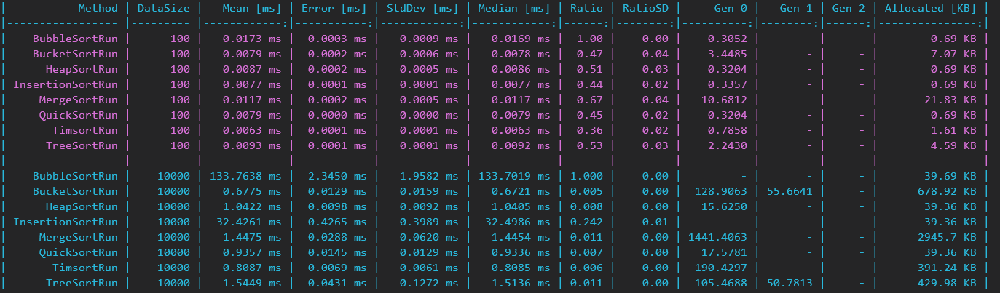 | Method | DataSize | Mean [ms] | Error [ms] | StdDev [ms] | Median [ms] | Ratio | RatioSD | Gen 0 | Gen 1 | Gen 2 | Allocated [KB] |
|----------------- |--------- |------------:|-----------:|------------:|------------:|------:|--------:|----------:|--------:|------:|---------------:|
| BubbleSortRun | 100 | 0.0173 ms | 0.0003 ms | 0.0009 ms | 0.0169 ms | 1.00 | 0.00 | 0.3052 | - | - | 0.69 KB |
| BucketSortRun | 100 | 0.0079 ms | 0.0002 ms | 0.0006 ms | 0.0078 ms | 0.47 | 0.04 | 3.4485 | - | - | 7.07 KB |
| HeapSortRun | 100 | 0.0087 ms | 0.0002 ms | 0.0005 ms | 0.0086 ms | 0.51 | 0.03 | 0.3204 | - | - | 0.69 KB |
| InsertionSortRun | 100 | 0.0077 ms | 0.0001 ms | 0.0001 ms | 0.0077 ms | 0.44 | 0.02 | 0.3357 | - | - | 0.69 KB |
| MergeSortRun | 100 | 0.0117 ms | 0.0002 ms | 0.0005 ms | 0.0117 ms | 0.67 | 0.04 | 10.6812 | - | - | 21.83 KB |
| QuickSortRun | 100 | 0.0079 ms | 0.0000 ms | 0.0000 ms | 0.0079 ms | 0.45 | 0.02 | 0.3204 | - | - | 0.69 KB |
| TimsortRun | 100 | 0.0063 ms | 0.0001 ms | 0.0001 ms | 0.0063 ms | 0.36 | 0.02 | 0.7858 | - | - | 1.61 KB |
| TreeSortRun | 100 | 0.0093 ms | 0.0001 ms | 0.0001 ms | 0.0092 ms | 0.53 | 0.03 | 2.2430 | - | - | 4.59 KB |
| | | | | | | | | | | | |
| BubbleSortRun | 10000 | 133.7638 ms | 2.3450 ms | 1.9582 ms | 133.7019 ms | 1.000 | 0.00 | - | - | - | 39.69 KB |
| BucketSortRun | 10000 | 0.6775 ms | 0.0129 ms | 0.0159 ms | 0.6721 ms | 0.005 | 0.00 | 128.9063 | 55.6641 | - | 678.92 KB |
| HeapSortRun | 10000 | 1.0422 ms | 0.0098 ms | 0.0092 ms | 1.0405 ms | 0.008 | 0.00 | 15.6250 | - | - | 39.36 KB |
| InsertionSortRun | 10000 | 32.4261 ms | 0.4265 ms | 0.3989 ms | 32.4986 ms | 0.242 | 0.01 | - | - | - | 39.36 KB |
| MergeSortRun | 10000 | 1.4475 ms | 0.0288 ms | 0.0620 ms | 1.4454 ms | 0.011 | 0.00 | 1441.4063 | - | - | 2945.7 KB |
| QuickSortRun | 10000 | 0.9357 ms | 0.0145 ms | 0.0129 ms | 0.9336 ms | 0.007 | 0.00 | 17.5781 | - | - | 39.36 KB |
| TimsortRun | 10000 | 0.8087 ms | 0.0069 ms | 0.0061 ms | 0.8085 ms | 0.006 | 0.00 | 190.4297 | - | - | 391.24 KB |
| TreeSortRun | 10000 | 1.5449 ms | 0.0431 ms | 0.1272 ms | 1.5136 ms | 0.011 | 0.00 | 105.4688 | 50.7813 | - | 429.98 KB |